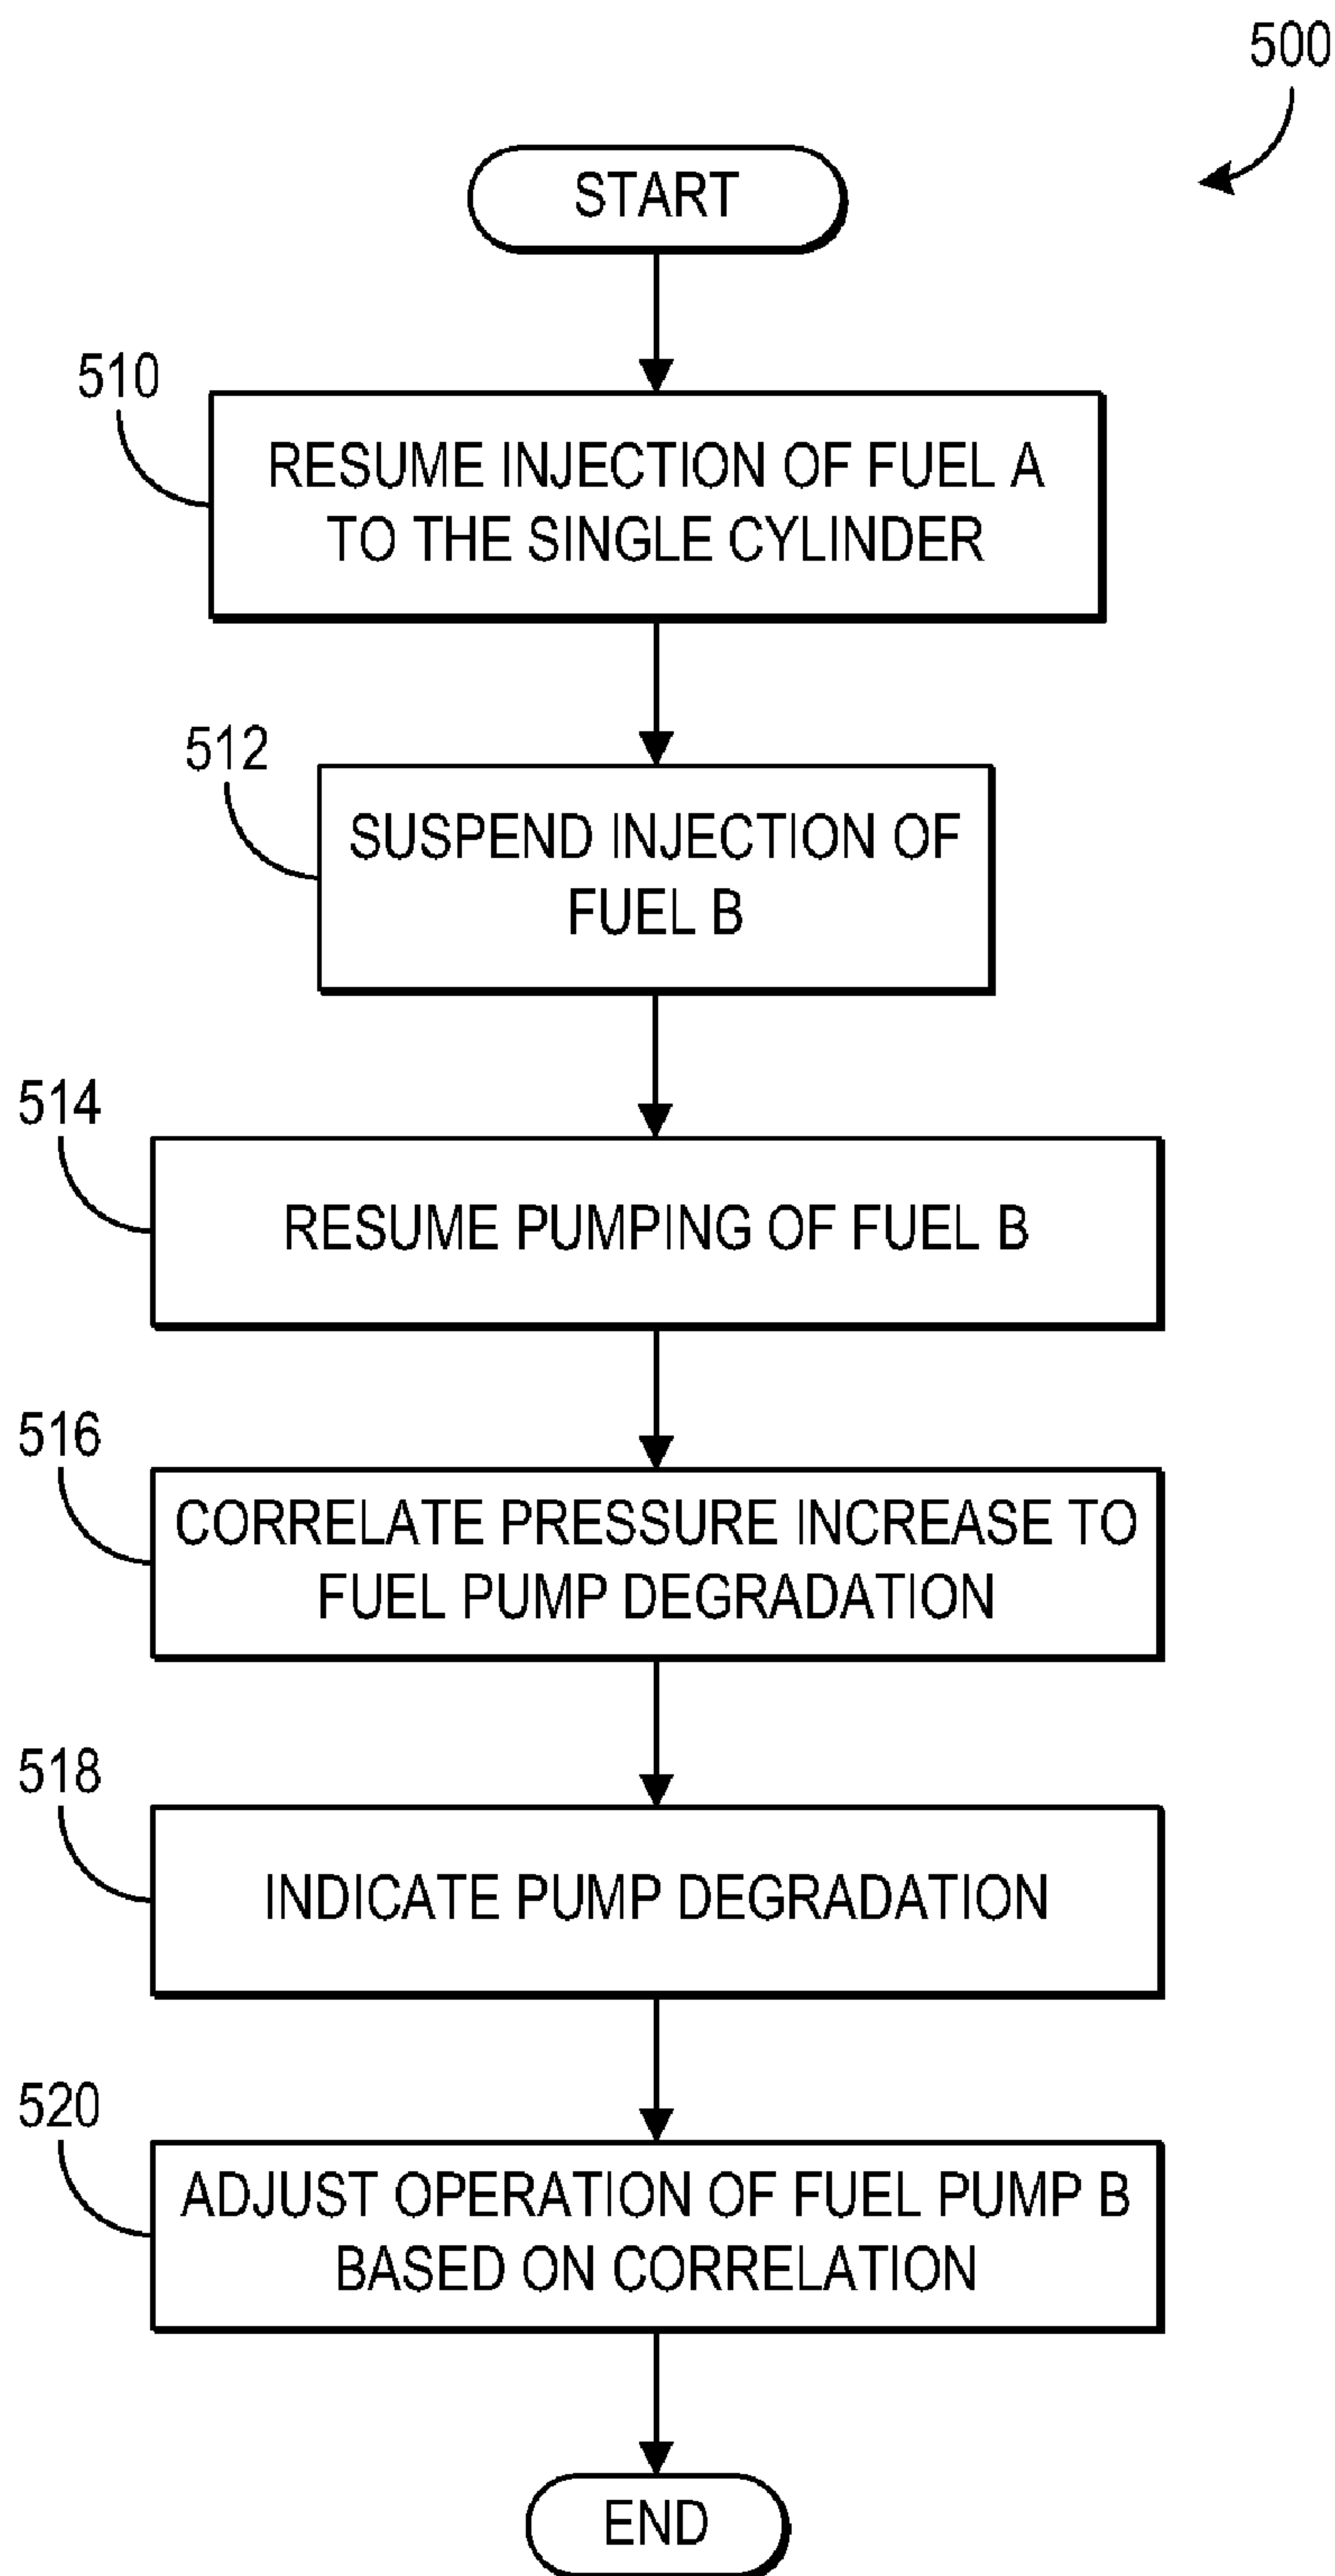 500
START
510
RESUME INJECTION OF FUEL A
TO THE SINGLE CYLINDER
512
SUSPEND INJECTION OF
FUEL B
514
RESUME PUMPING OF FUEL B
516
CORRELATE PRESSURE INCREASE TO
FUEL PUMP DEGRADATION
518
INDICATE PUMP DEGRADATION
520
ADJUST OPERATION OF FUEL PUMP B
BASED ON CORRELATION
END